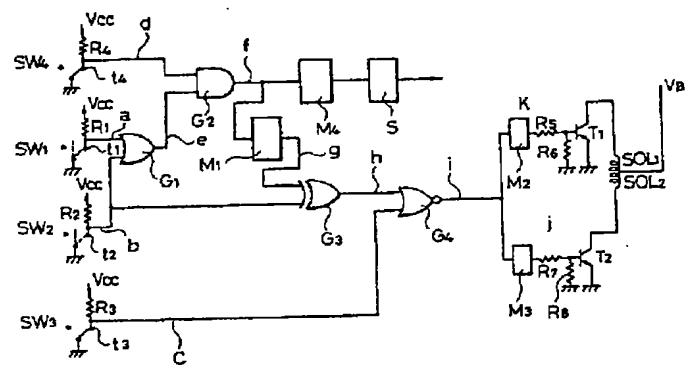 Vcc
R4
d
SW4
t4
f
G2
M4
S
VB
Vcc
R1
a
SW1
t1
G1
e
M1
g
K
R5
T1
R6
M2
SOL1
SOL2
Vcc
R2
SW2
b
t2
h
G3
i
G4
j
T2
R7
M3
R8
Vcc
R3
SW3
t3
C